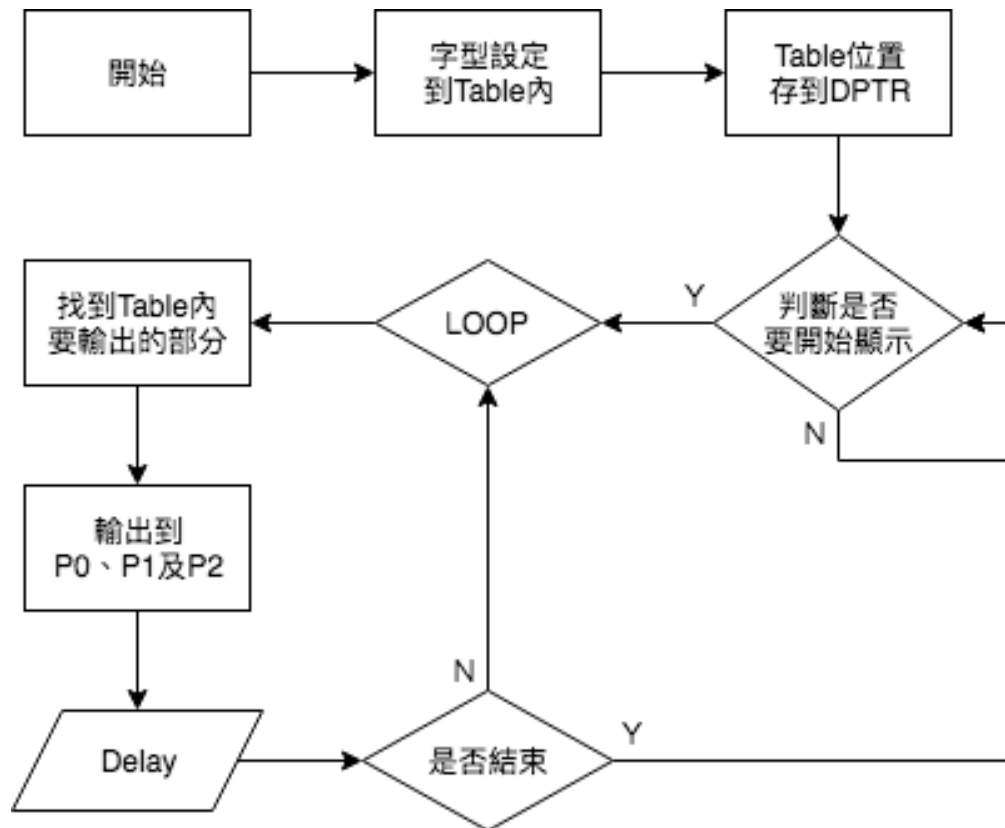 開始
字型設定
到Table內
Table位置
存到DPTR
判斷是否
要開始顯示
Y
N
LOOP
找到Table內
要輸出的部分
輸出到
P0、P1及P2
Delay
是否結束
N
Y